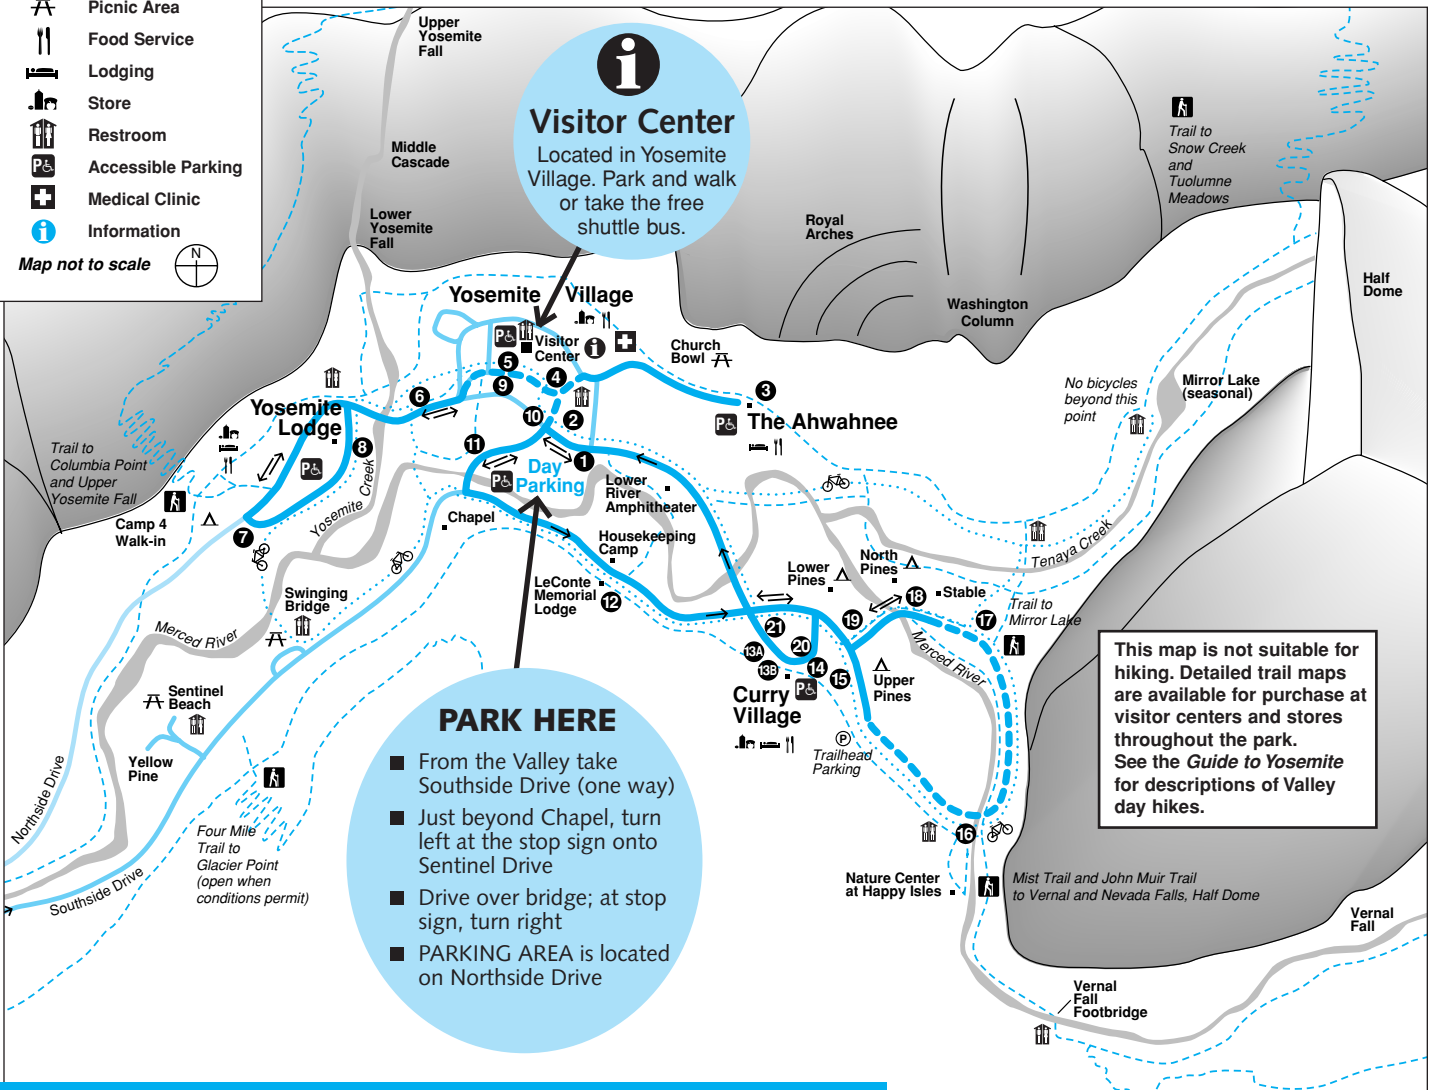 Picnic Area
Food Service
Lodging
Store
Restroom
Accessible Parking
Medical Clinic
Information
Map not to scale
N
Upper
Yosemite
Fall
Middle
Cascade
Lower
Yosemite
Fall
i
Visitor Center
Located in Yosemite
Village. Park and walk
or take the free
shuttle bus.
Trail to
Snow Creek
and
Tuolumne
Meadows
Royal
Arches
Washington
Column
Half
Dome
Yosemite Village
Visitor
Center
Church
Bowl
Mirror Lake
(seasonal)
No bicycles
beyond this
point
The Ahwahnee
Yosemite
Lodge
Trail to
Columbia Point
and Upper
Yosemite Fall
Camp 4
Walk-in
Yosemite Creek
Day
Parking
Lower
River
Amphitheater
Chapel
Housekeeping
Camp
LeConte
Memorial
Lodge
Swinging
Bridge
Merced River
Sentinel
Beach
Yellow
Pine
Northside Drive
Southside Drive
Four Mile
Trail to
Glacier Point
(open when
conditions permit)
Lower
Pines
North
Pines
Stable
Tenaya Creek
Trail to
Mirror Lake
Merced River
Upper
Pines
Curry
Village
P
Trailhead
Parking
1
2
3
4
5
6
7
8
9
10
11
12
13A
13B
14
15
16
17
18
19
20
21
P
P
P
P
P
P
i
PARK HERE
From the Valley take
Southside Drive (one way)
Just beyond Chapel, turn
left at the stop sign onto
Sentinel Drive
Drive over bridge; at stop
sign, turn right
PARKING AREA is located
on Northside Drive
This map is not suitable for
hiking. Detailed trail maps
are available for purchase at
visitor centers and stores
throughout the park.
See the Guide to Yosemite
for descriptions of Valley
day hikes.
Nature Center
at Happy Isles
Mist Trail and John Muir Trail
to Vernal and Nevada Falls, Half Dome
Vernal
Fall
Vernal
Fall
Footbridge